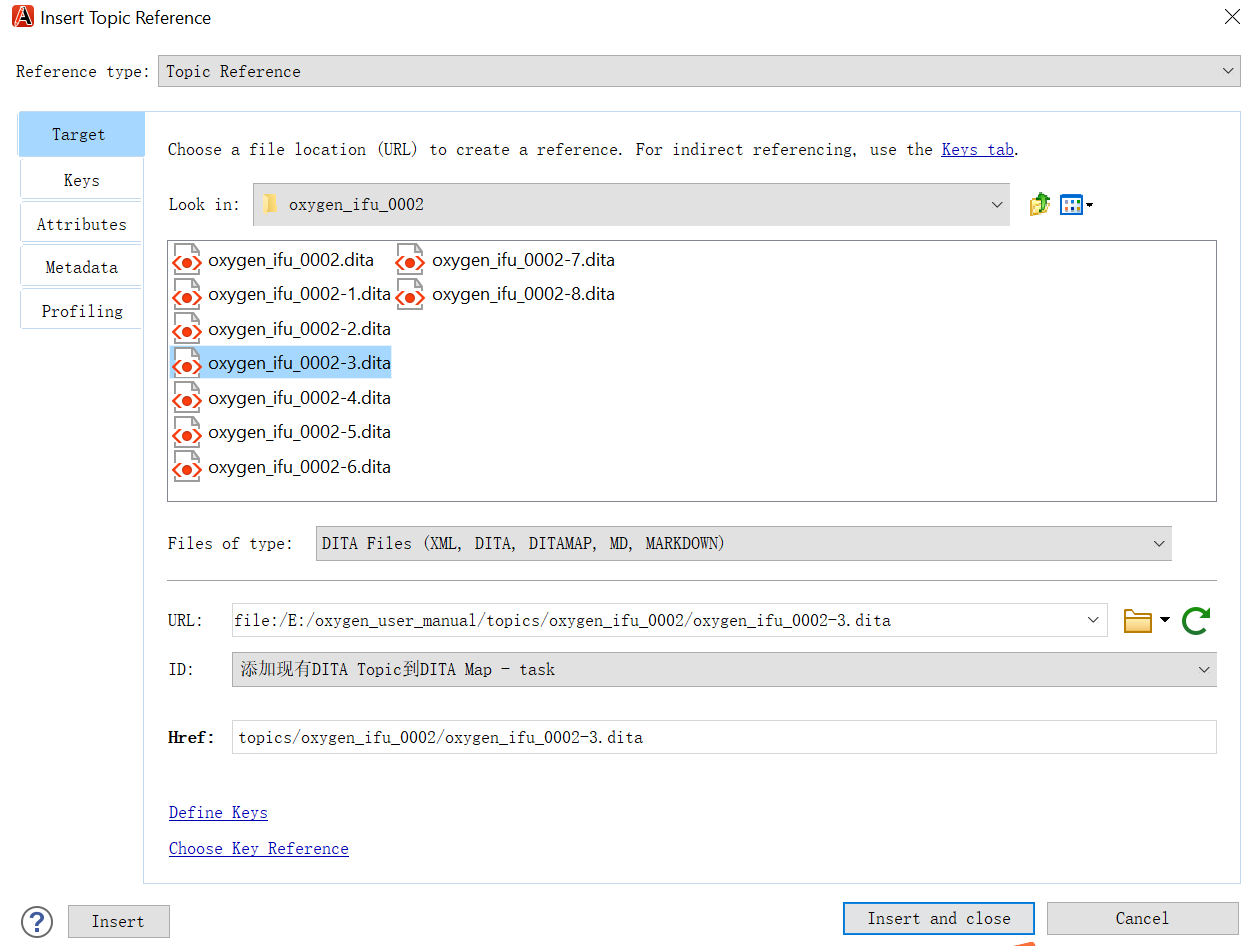 Insert Topic Reference
Reference type: Topic Reference
Target
Keys
Attributes
Metadata
Profiling
Choose a file location (URL) to create a reference. For indirect referencing, use the Keys tab.
Look in: oxygen_ifu_0002
oxygen_ifu_0002.dita
oxygen_ifu_0002-1.dita
oxygen_ifu_0002-2.dita
oxygen_ifu_0002-3.dita
oxygen_ifu_0002-4.dita
oxygen_ifu_0002-5.dita
oxygen_ifu_0002-6.dita
oxygen_ifu_0002-7.dita
oxygen_ifu_0002-8.dita
Files of type: DITA Files (XML, DITA, DITAMAP, MD, MARKDOWN)
URL: file:/E:/oxygen_user_manual/topics/oxygen_ifu_0002/oxygen_ifu_0002-3.dita
ID: 添加现有DITA Topic到DITA Map - task
Href: topics/oxygen_ifu_0002/oxygen_ifu_0002-3.dita
Define Keys
Choose Key Reference
? Insert Insert and close Cancel